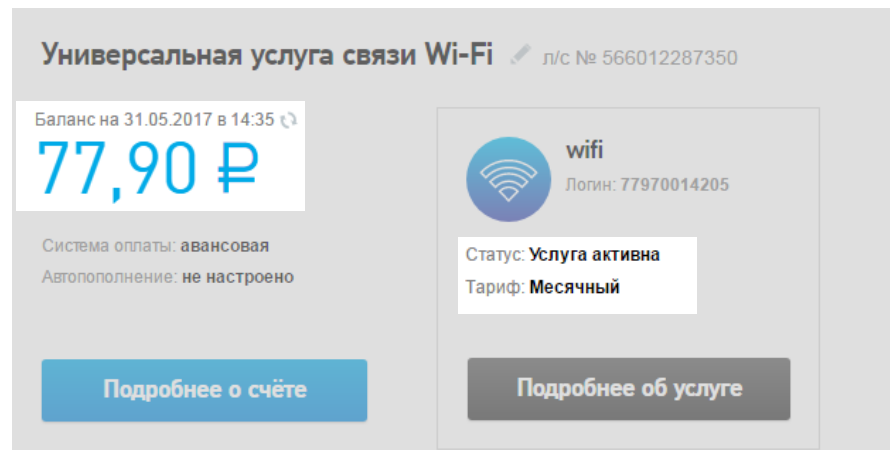 Универсальная услуга связи Wi-Fi л/с № 566012287350
Баланс на 31.05.2017 в 14:35
77,90 ₽
Система оплаты: авансовая
Автопополнение: не настроено
Подробнее о счёте
wifi
Логин: 77970014205
Статус: Услуга активна
Тариф: Месячный
Подробнее об услуге